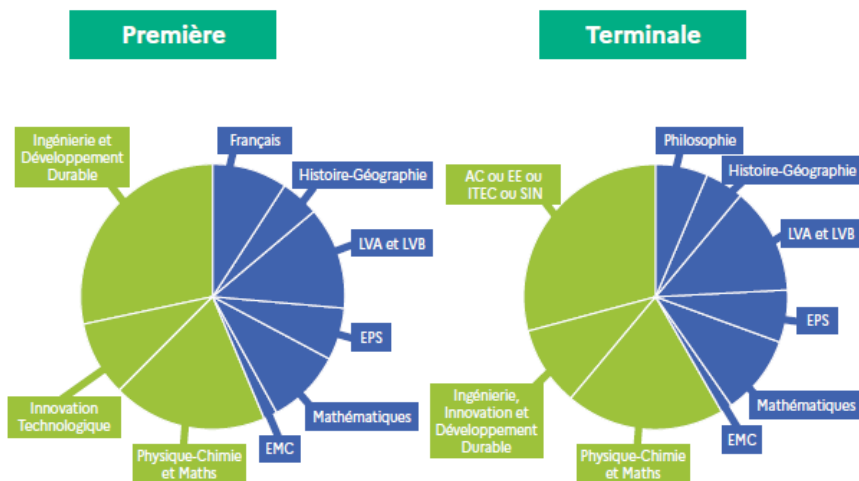 Première
Français
Ingénierie et
Développement
Durable
Histoire-Géographie
LVA et LVB
EPS
Innovation
Technologique
Mathématiques
Physique-Chimie
et Maths
EMC
Terminale
Philosophie
AC ou EE ou
ITEC ou SIN
Histoire-Géographie
LVA et LVB
EPS
Ingénierie,
Innovation et
Développement
Durable
Mathématiques
Physique-Chimie
et Maths
EMC